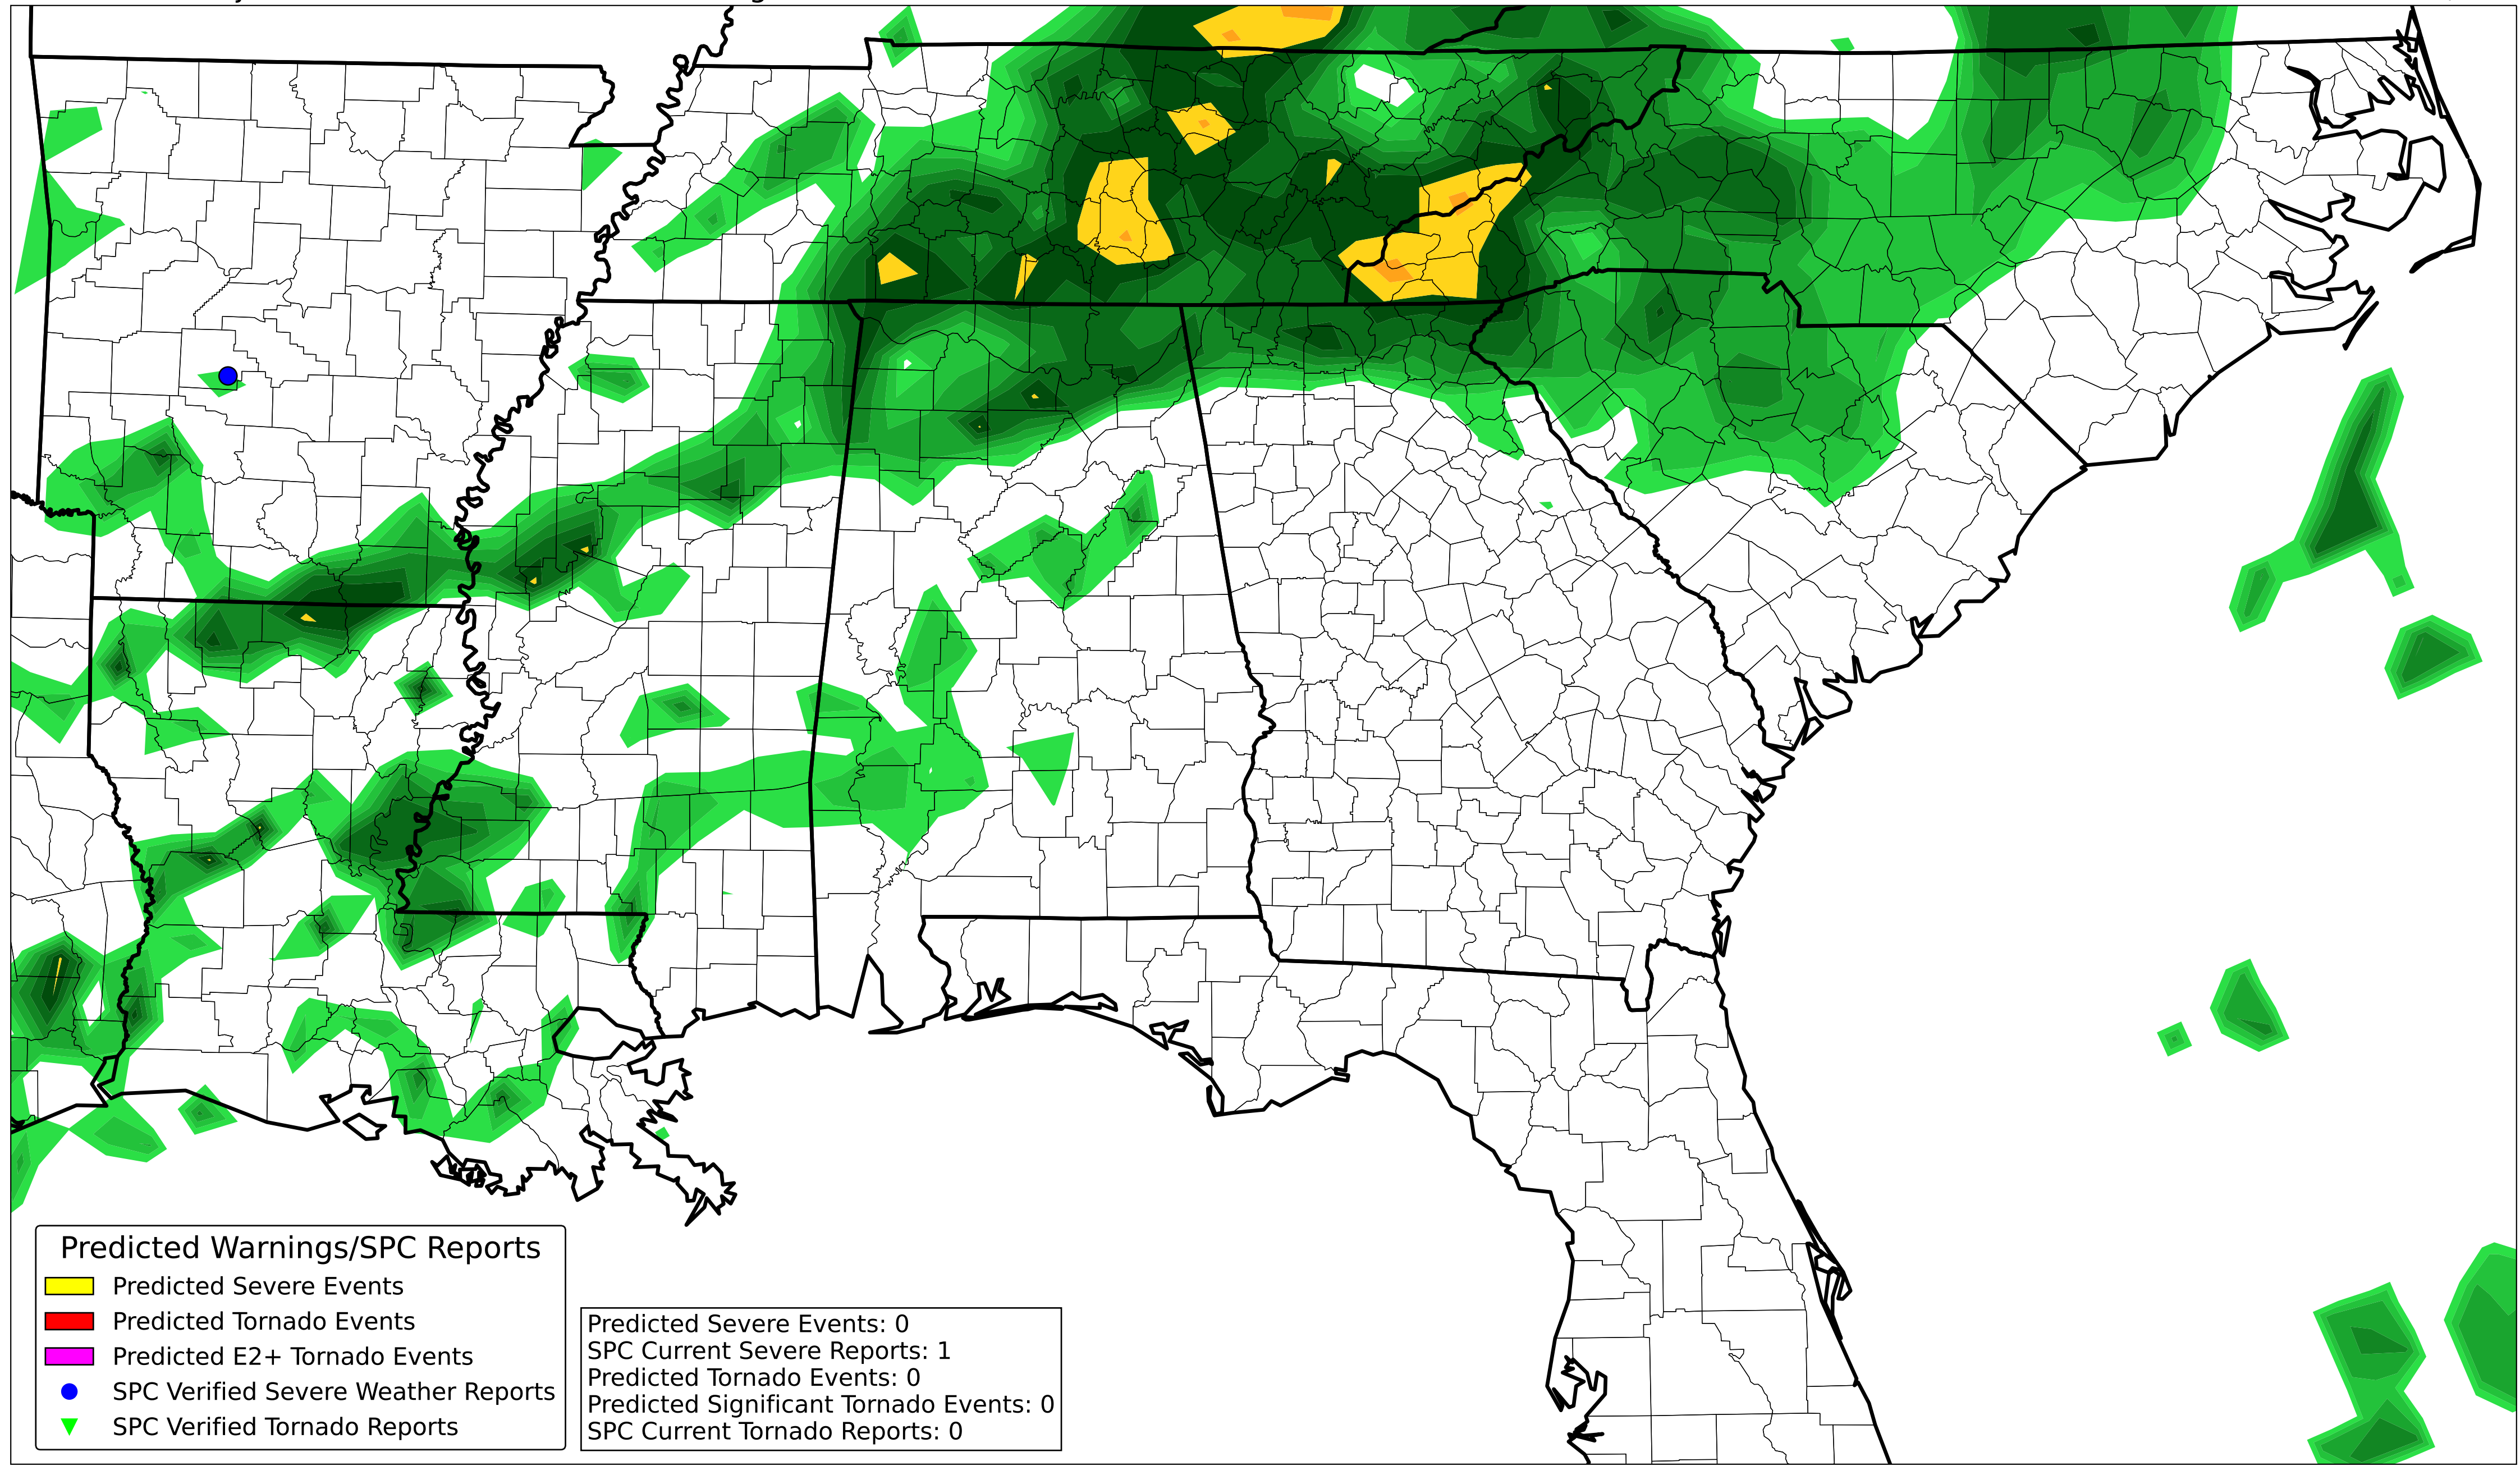 Predicted Warnings/SPC Reports
Predicted Severe Events
Predicted Tornado Events
Predicted E2+ Tornado Events
SPC Verified Severe Weather Reports
SPC Verified Tornado Reports
Predicted Severe Events: 0
SPC Current Severe Reports: 1
Predicted Tornado Events: 0
Predicted Significant Tornado Events: 0
SPC Current Tornado Reports: 0